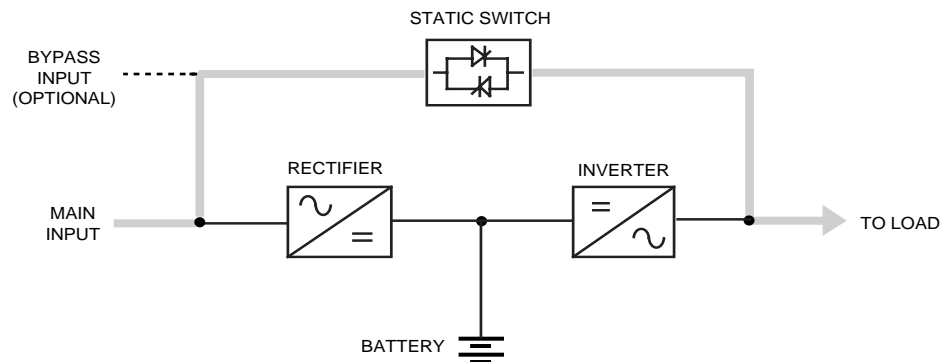 STATIC SWITCH
BYPASS
INPUT
(OPTIONAL)
RECTIFIER
INVERTER
MAIN
INPUT
TO LOAD
BATTERY